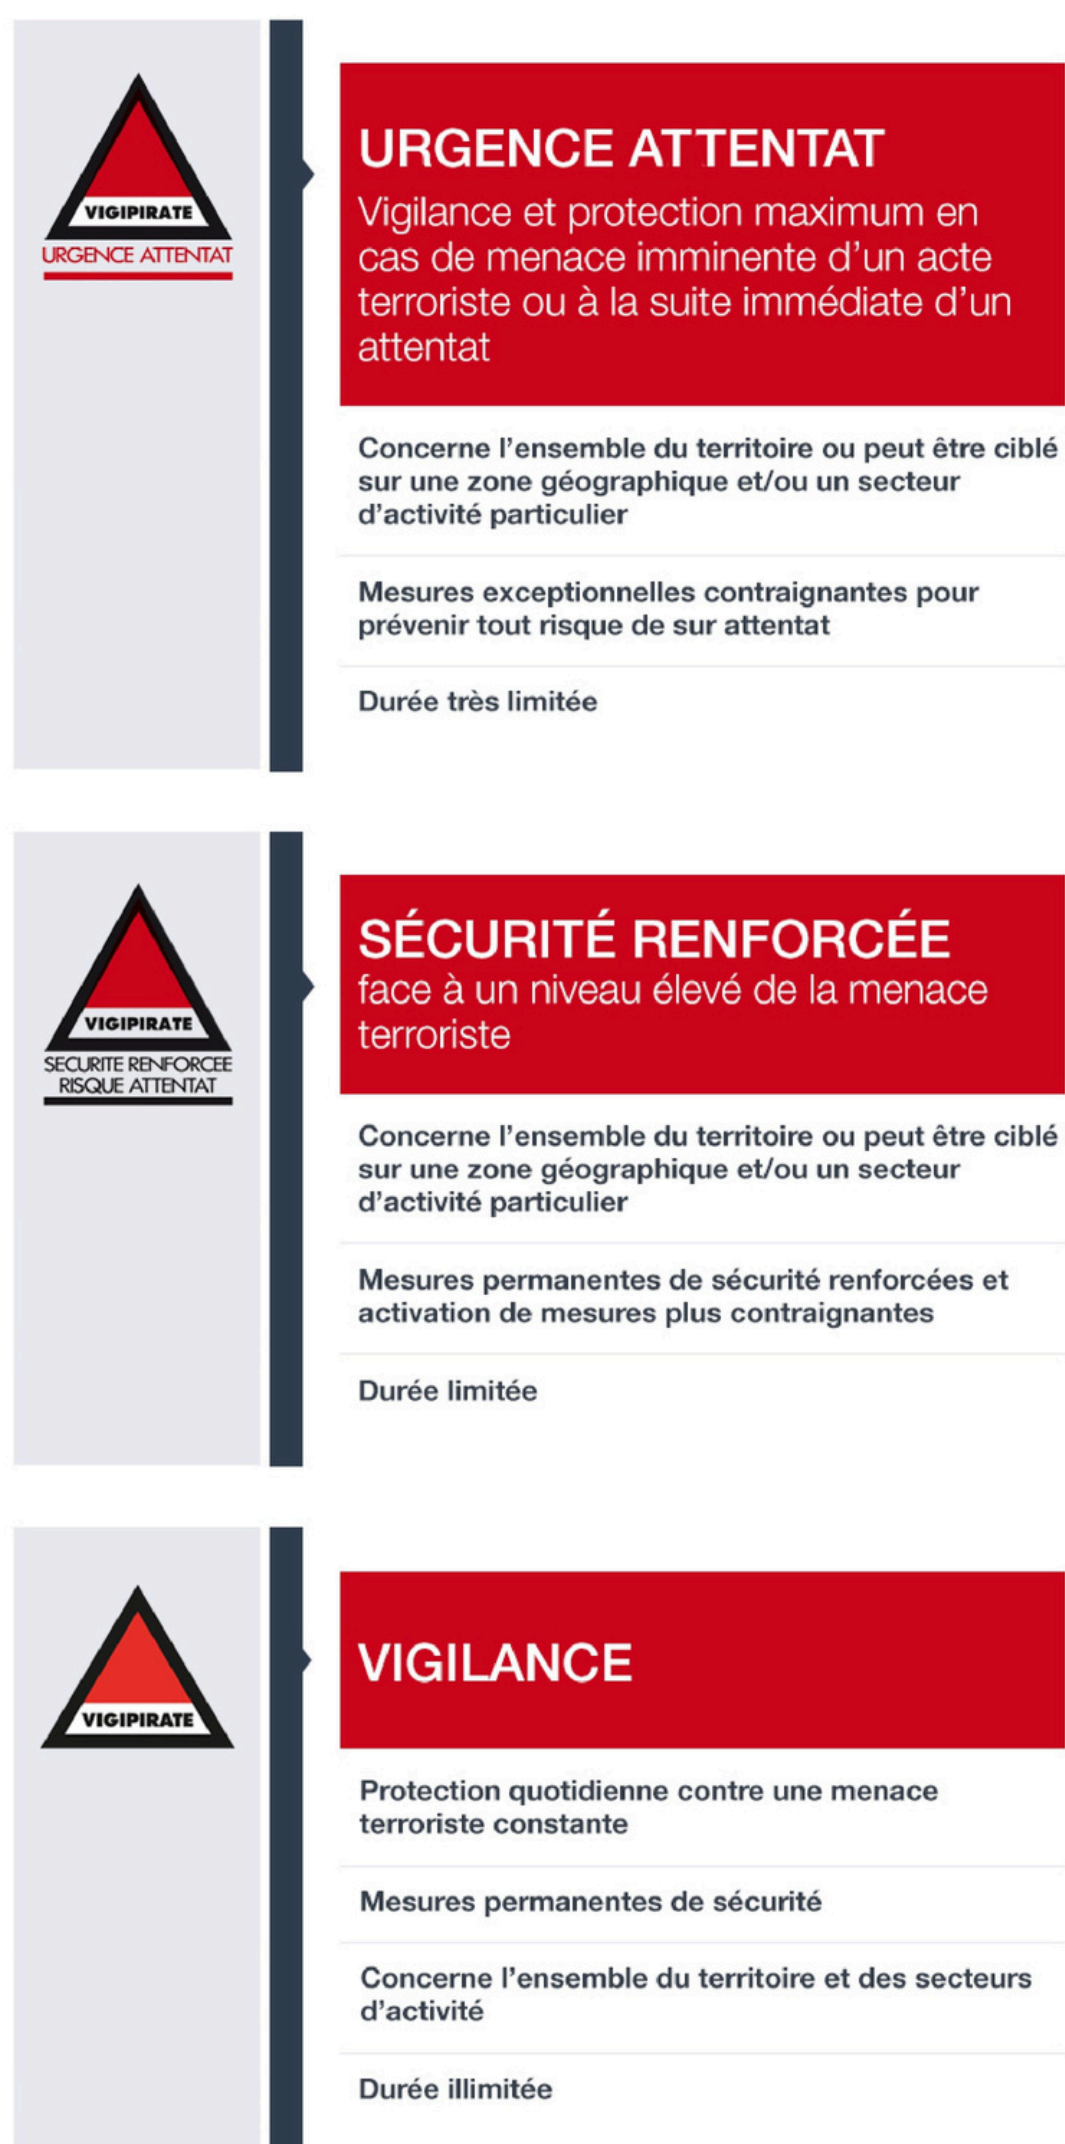 VIGIPIRATE
URGENCE ATTENTAT
URGENCE ATTENTAT
Vigilance et protection maximum en
cas de menace imminente d'un acte
terroriste ou à la suite immédiate d'un
attentat
Concerne l'ensemble du territoire ou peut être ciblé
sur une zone géographique et/ou un secteur
d'activité particulier
Mesures exceptionnelles contraignantes pour
prévenir tout risque de sur attentat
Durée très limitée
VIGIPIRATE
SECURITE RENFORCEE
RISQUE ATTENTAT
SÉCURITÉ RENFORCÉE
face à un niveau élevé de la menace
terroriste
Concerne l'ensemble du territoire ou peut être ciblé
sur une zone géographique et/ou un secteur
d'activité particulier
Mesures permanentes de sécurité renforcées et
activation de mesures plus contraignantes
Durée limitée
VIGIPIRATE
VIGILANCE
Protection quotidienne contre une menace
terroriste constante
Mesures permanentes de sécurité
Concerne l'ensemble du territoire et des secteurs
d'activité
Durée illimitée